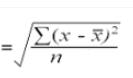 = √(∑(x - x̅)² / n)